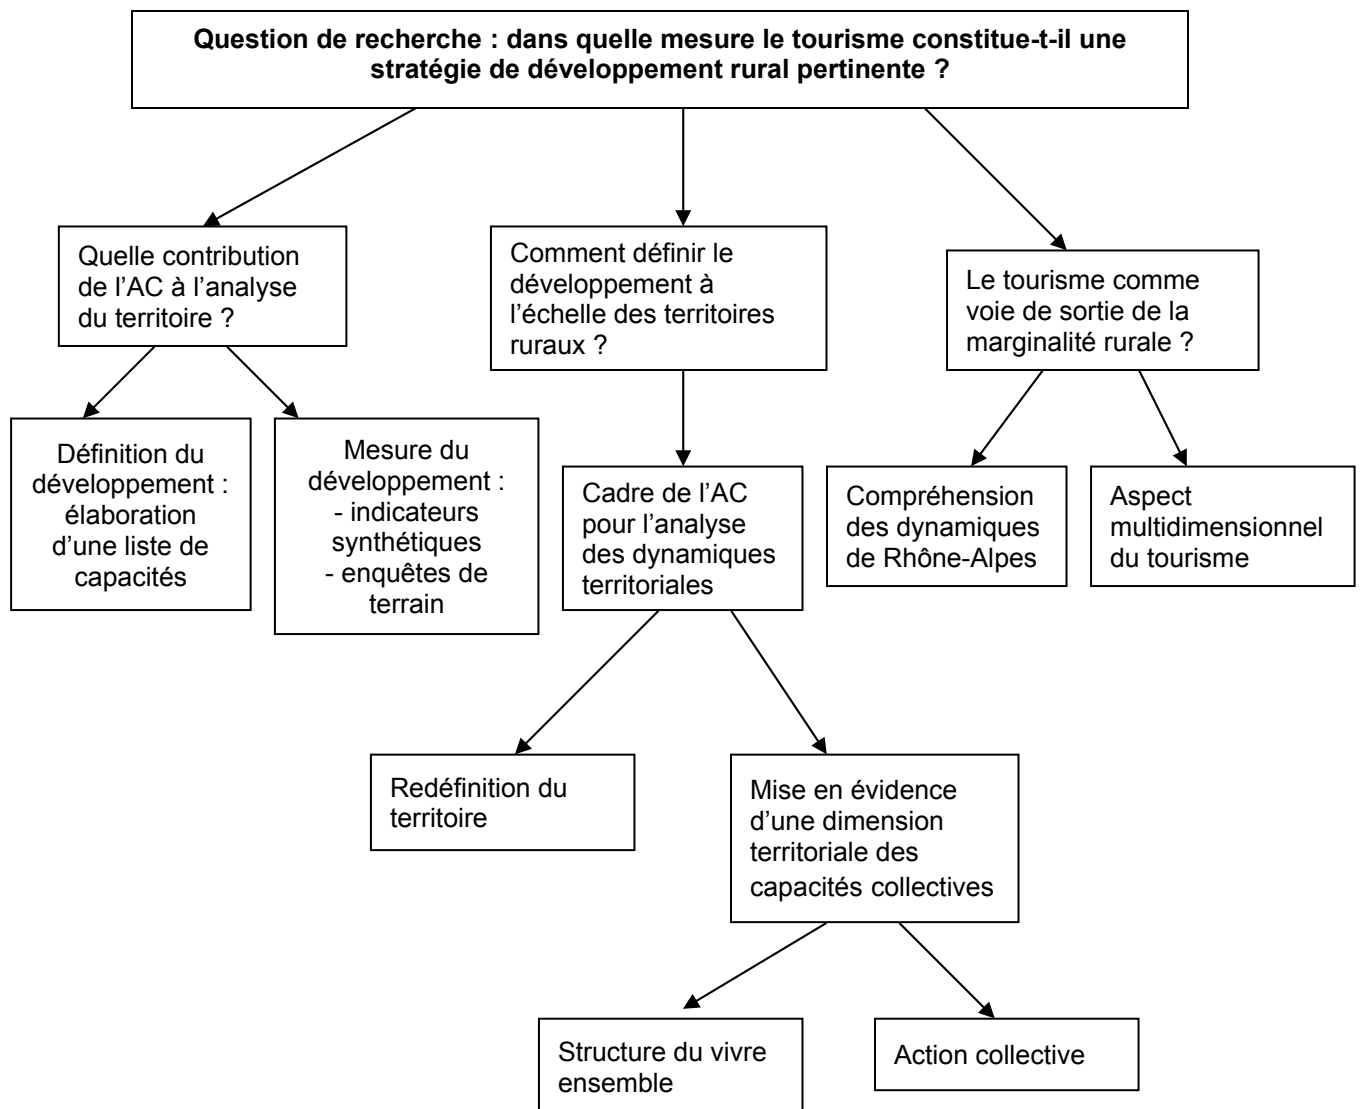 Question de recherche : dans quelle mesure le tourisme constitue-t-il une
stratégie de développement rural pertinente ?
Quelle contribution
de l’AC à l’analyse
du territoire ?
Comment définir le
développement à
l’échelle des territoires
ruraux ?
Le tourisme comme
voie de sortie de la
marginalité rurale ?
Définition du
développement :
élaboration
d’une liste de
capacités
Mesure du
développement :
- indicateurs
synthétiques
- enquêtes de
terrain
Cadre de l’AC
pour l’analyse
des dynamiques
territoriales
Compréhension
des dynamiques
de Rhône-Alpes
Aspect
multidimensionnel
du tourisme
Redéfinition du
territoire
Mise en évidence
d’une dimension
territoriale des
capacités collectives
Structure du vivre
ensemble
Action collective